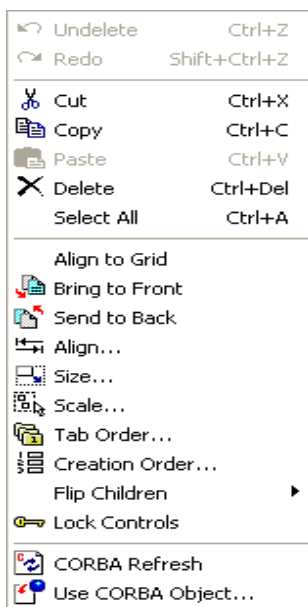 Undelete Ctrl+Z
Redo Shift+Ctrl+Z
Cut Ctrl+X
Copy Ctrl+C
Paste Ctrl+V
Delete Ctrl+Del
Select All Ctrl+A
Align to Grid
Bring to Front
Send to Back
Align...
Size...
Scale...
Tab Order...
Creation Order...
Flip Children
Lock Controls
CORBA Refresh
Use CORBA Object...